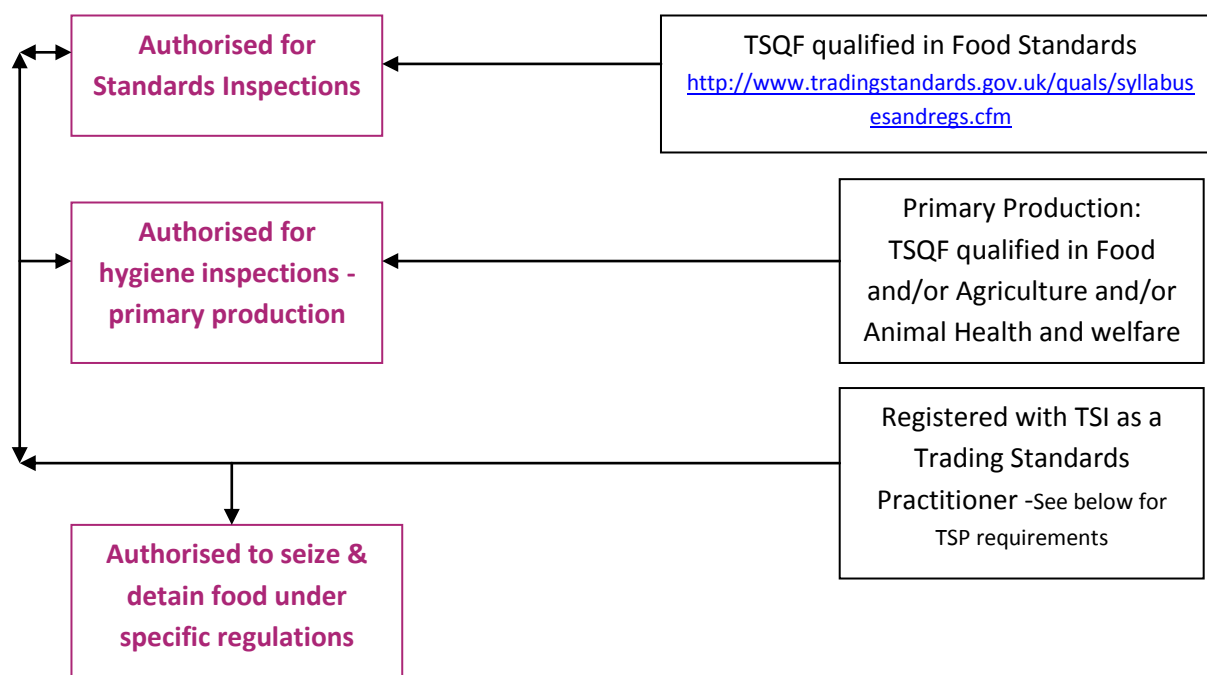 Authorised for
Standards Inspections
TSQF qualified in Food Standards
http://www.tradingstandards.gov.uk/quals/syllabus
esandregs.cfm
Authorised for
hygiene inspections -
primary production
Primary Production:
TSQF qualified in Food
and/or Agriculture and/or
Animal Health and welfare
Registered with TSI as a
Trading Standards
Practitioner -See below for
TSP requirements
Authorised to seize &
detain food under
specific regulations